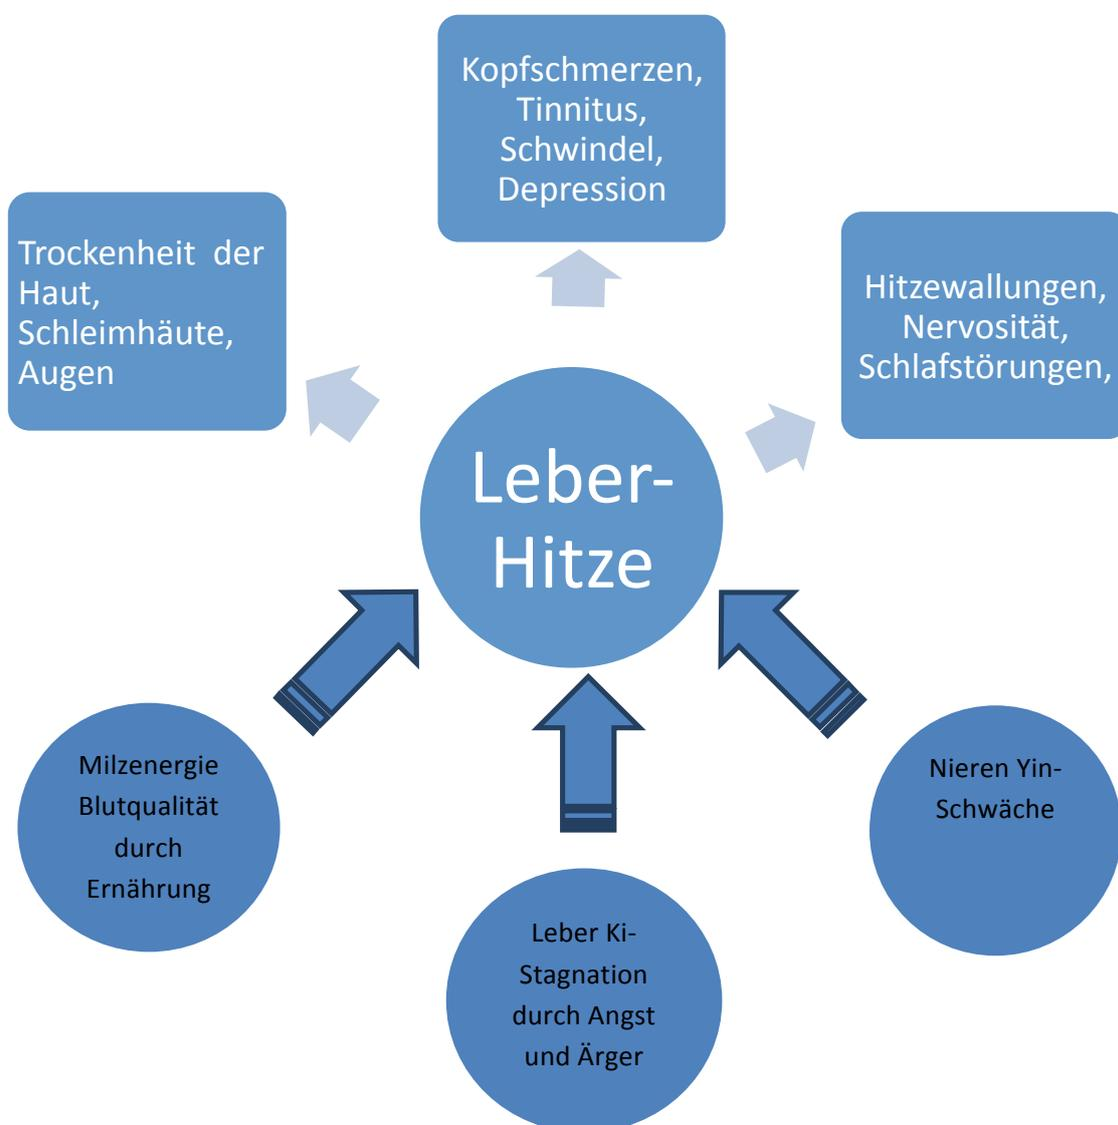 Kopfschmerzen,
Tinnitus,
Schwindel,
Depression
Trockenheit der
Haut,
Schleimhäute,
Augen
Hitzewallungen,
Nervosität,
Schlafstörungen,
Leber-
Hitze
Milzenergie
Blutqualität
durch
Ernährung
Leber Ki-
Stagnation
durch Angst
und Ärger
Nieren Yin-
Schwäche